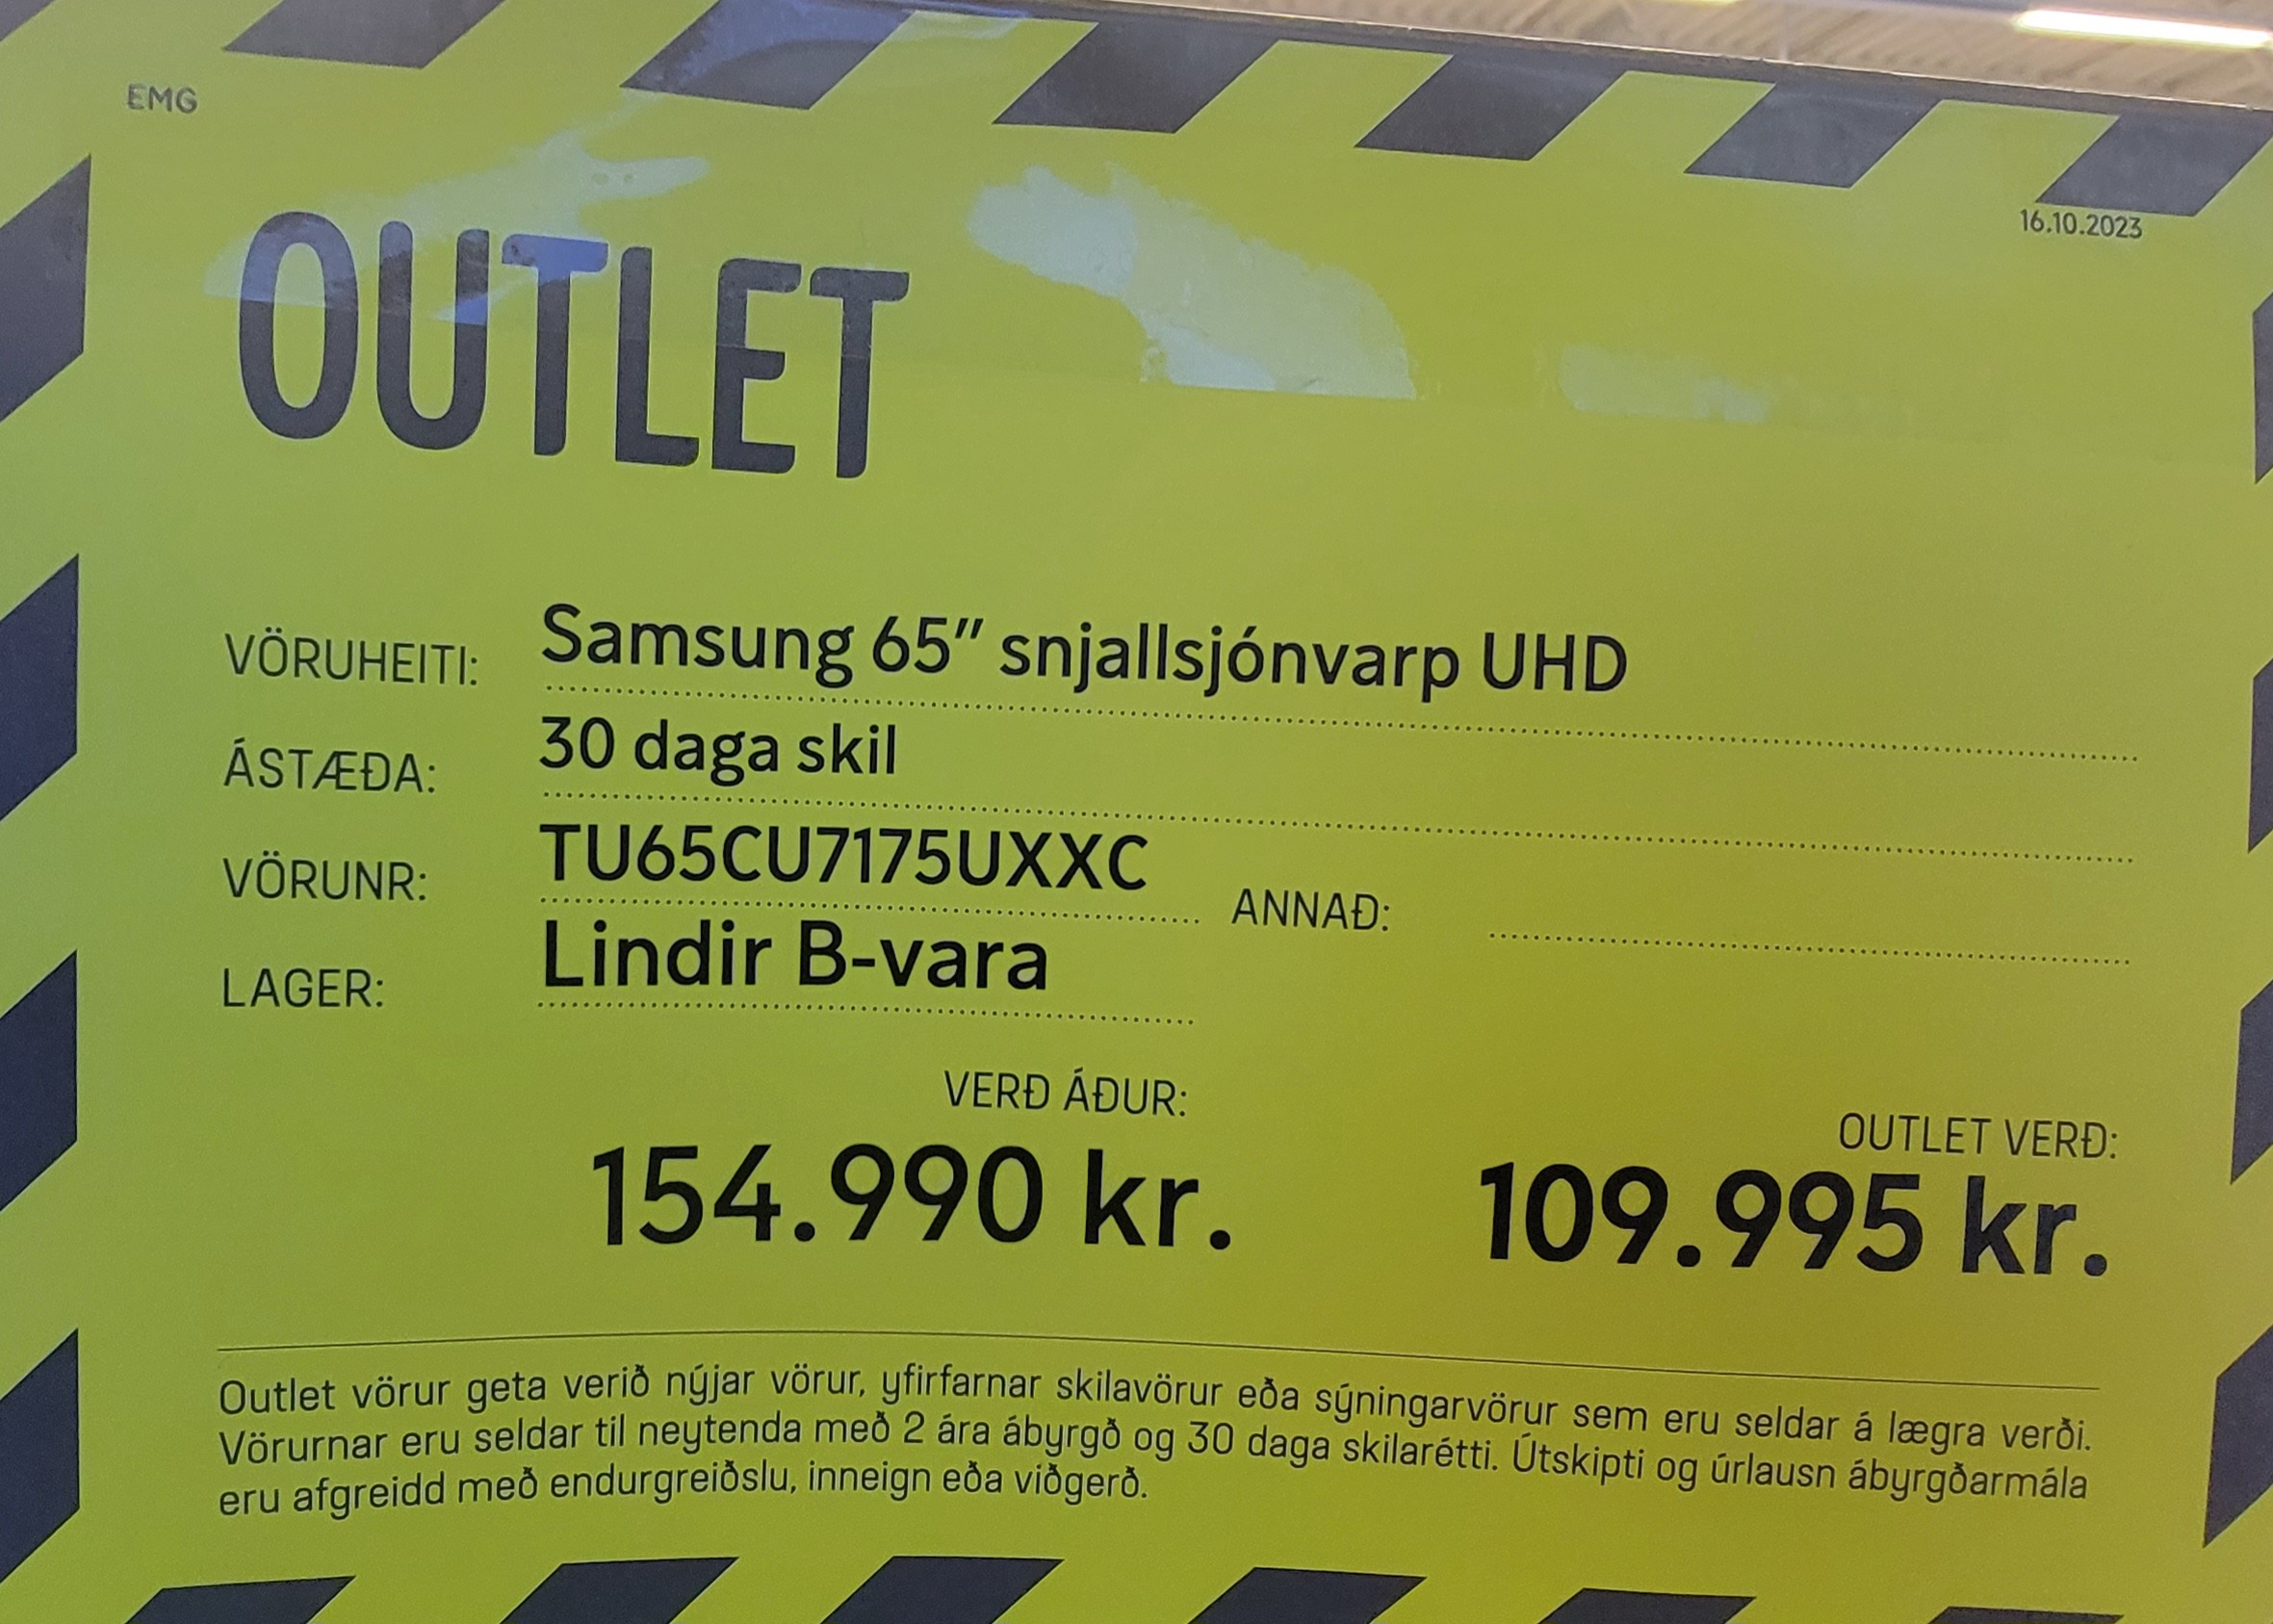 EMG
16.10.2023
OUTLET
VÖRUHEITI: Samsung 65" snjallsjónvarp UHD
ÁSTÆÐA: 30 daga skil
VÖRUNR: TU65CU7175UXXC ANNAÐ:
LAGER: Lindir B-vara
VERÐ ÁÐUR: OUTLET VERÐ:
154.990 kr. 109.995 kr.
Outlet vörur geta verið nýjar vörur, yfirfarnar skilavörur eða sýningarvörur sem eru seldar á lægra verði.
Vörurnar eru seldar til neytenda með 2 ára ábyrgð og 30 daga skilarétti. Útskipti og úrlausn ábyrgðarmála
eru afgreidd með endurgreiðslu, inneign eða viðgerð.